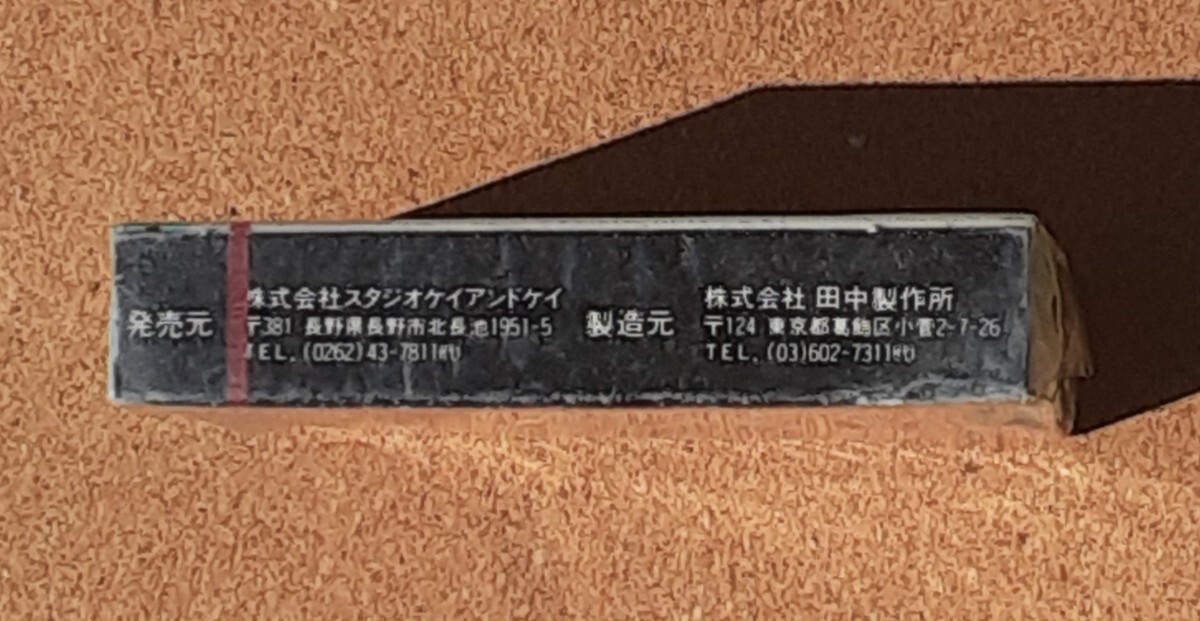 発売元
株式会社スタジオケイアンドケイ
〒381 長野県長野市北長池1951-5
TEL.(0262)43-7811㈹
製造元
株式会社 田中製作所
〒124 東京都葛飾区小菅2-7-26
TEL.(03)602-7311㈹